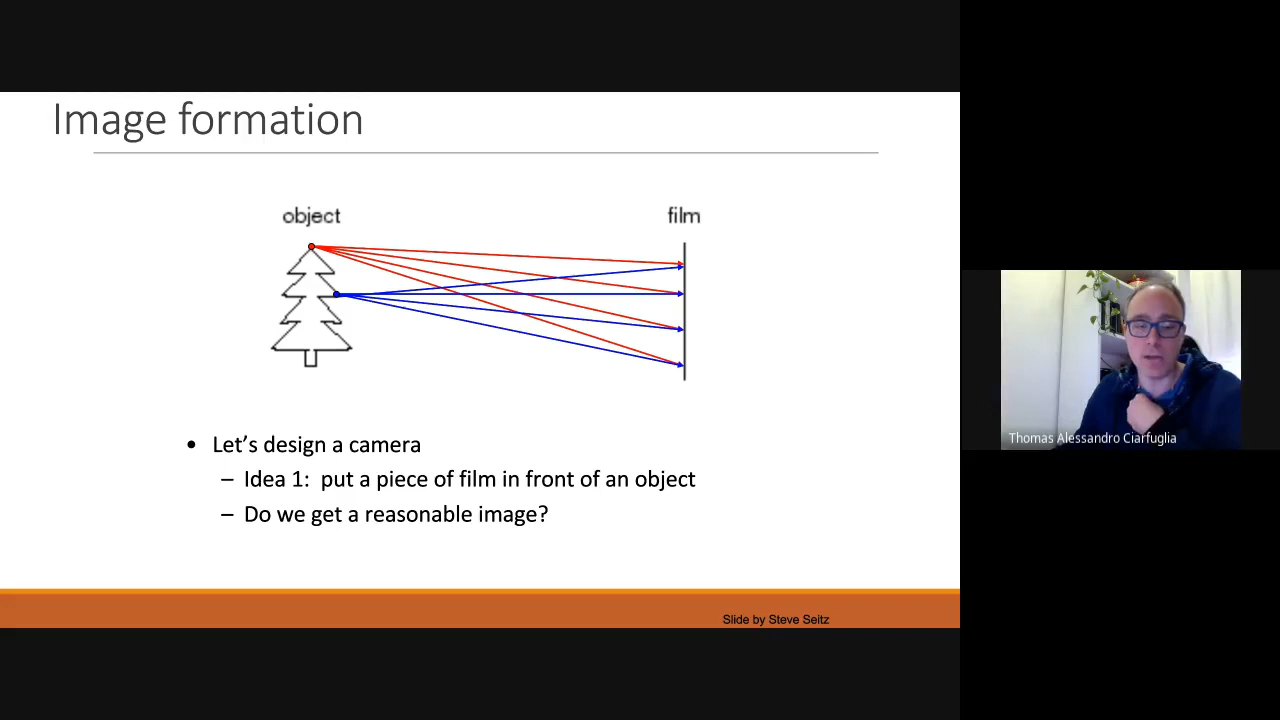 Image formation
object
film
• Let’s design a camera
– Idea 1:  put a piece of film in front of an object
– Do we get a reasonable image?
Slide by Steve Seitz
Thomas Alessandro Ciarfuglia